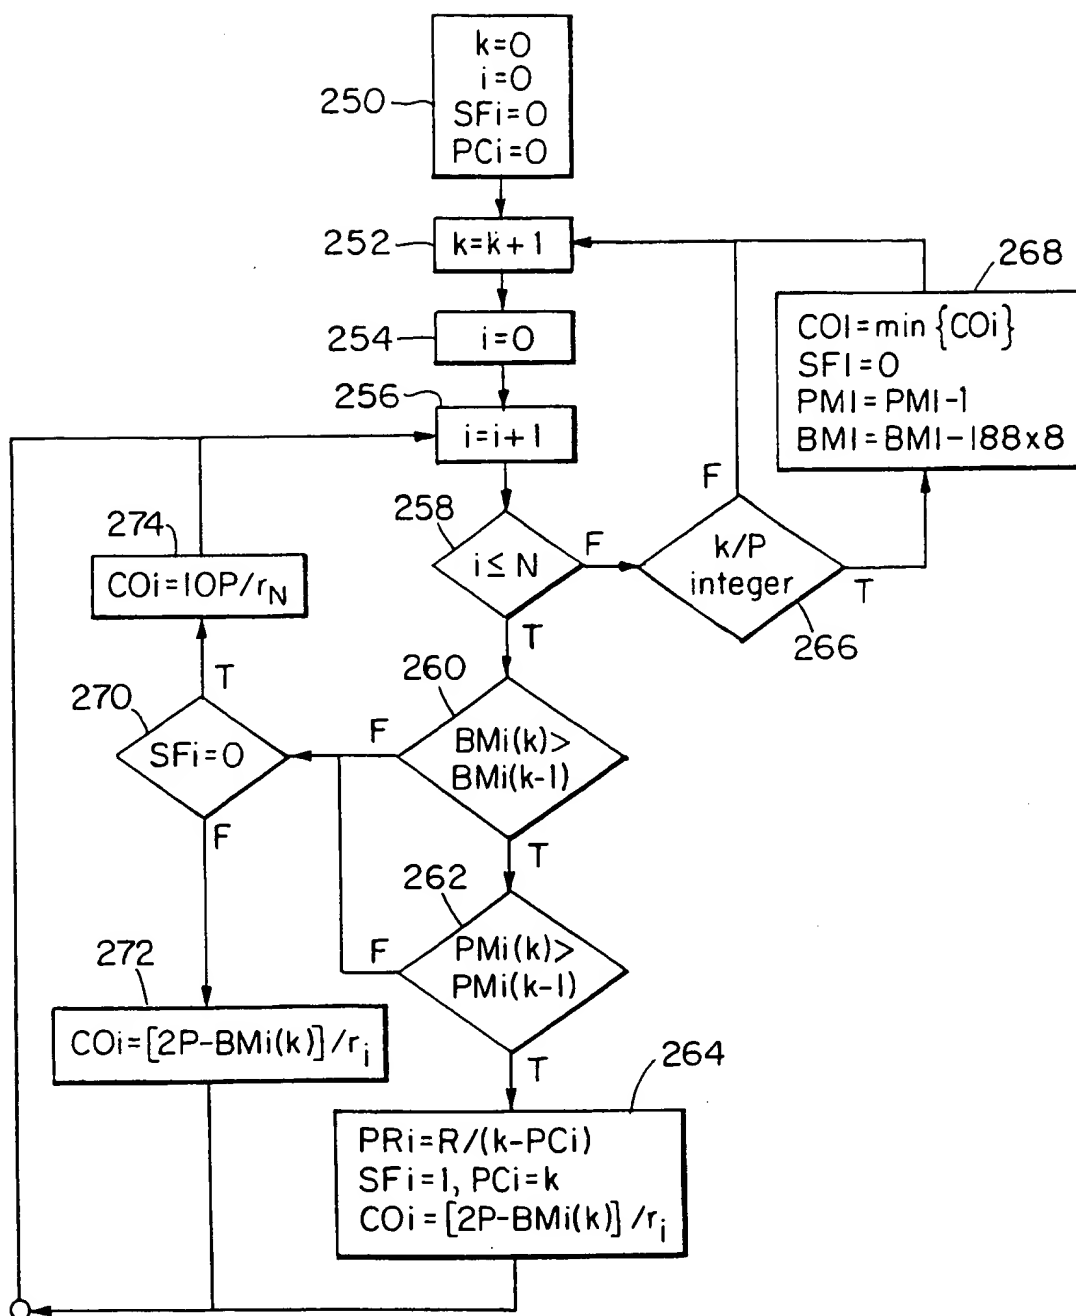 k=0
i=0
250
SFi=0
PCi=0
252
k=k+1
268
254
i=0
COI=min{COi}
SFI=0
PMI=PMI-1
BMI=BMI-188x8
256
i=i+1
F
258
274
i≤N
F
k/P
integer
T
COi=10P/rN
266
T
260
T
270
F
BMi(k)>
BMi(k-1)
SFi=0
F
T
262
F
PMi(k)>
PMi(k-1)
272
COi=[2P-BMi(k)]/ri
T
264
PRi=R/(k-PCi)
SFi=1, PCi=k
COi=[2P-BMi(k)]/ri